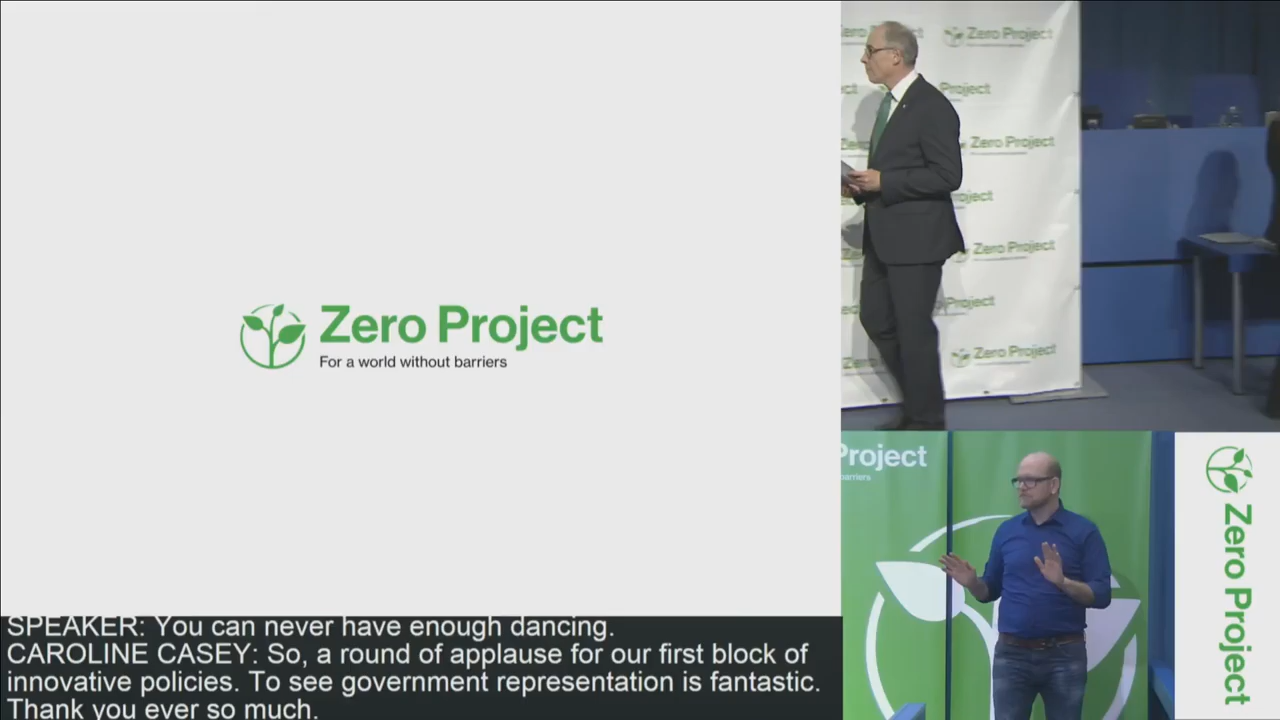 Zero Project
For a world without barriers
SPEAKER: You can never have enough dancing.
CAROLINE CASEY: So, a round of applause for our first block of
innovative policies. To see government representation is fantastic.
Thank you ever so much.
Zero Project
Project
Zero Project
Project
Zero Project
Project
Zero Project
Project
barriers
Zero Project